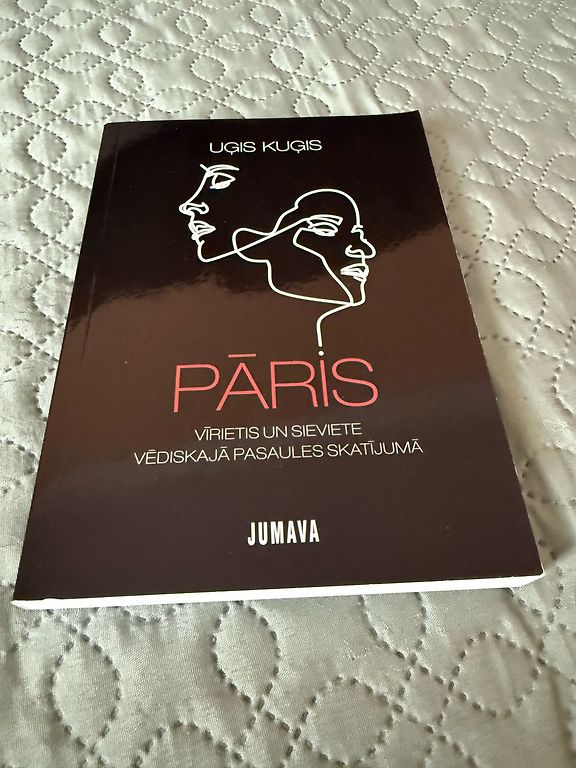 UĢIS KUĢIS
PĀRiS
VĪRIETIS UN SIEVIETE
VĒDISKAJĀ PASAULES SKATĪJUMĀ
JUMAVA